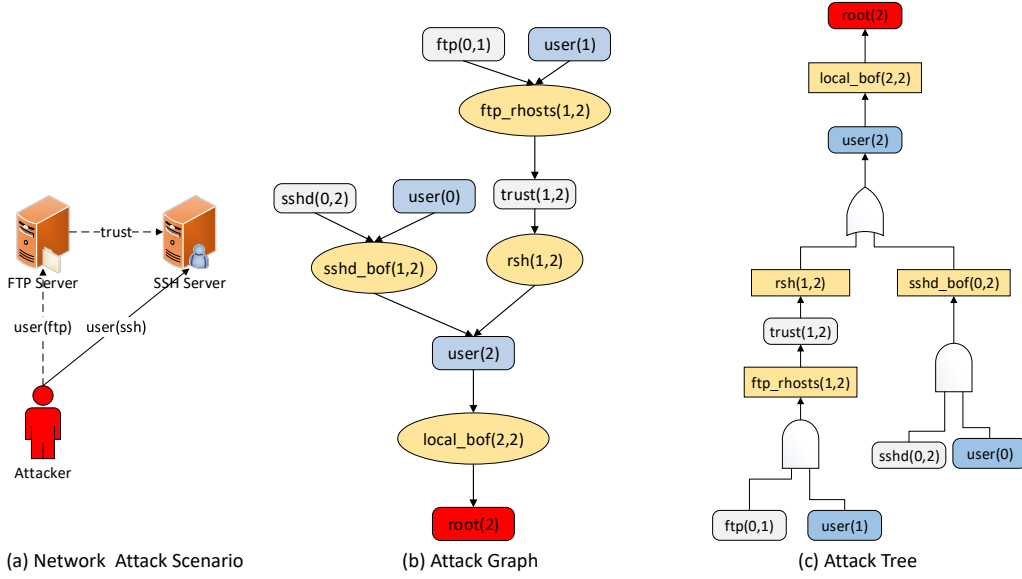 trust
FTP Server
SSH Server
user(ftp)
user(ssh)
Attacker
(a) Network Attack Scenario
ftp(0,1)
user(1)
ftp_rhosts(1,2)
sshd(0,2)
user(0)
trust(1,2)
sshd_bof(1,2)
rsh(1,2)
user(2)
local_bof(2,2)
root(2)
(b) Attack Graph
root(2)
local_bof(2,2)
user(2)
rsh(1,2)
sshd_bof(0,2)
trust(1,2)
ftp_rhosts(1,2)
sshd(0,2)
user(0)
ftp(0,1)
user(1)
(c) Attack Tree